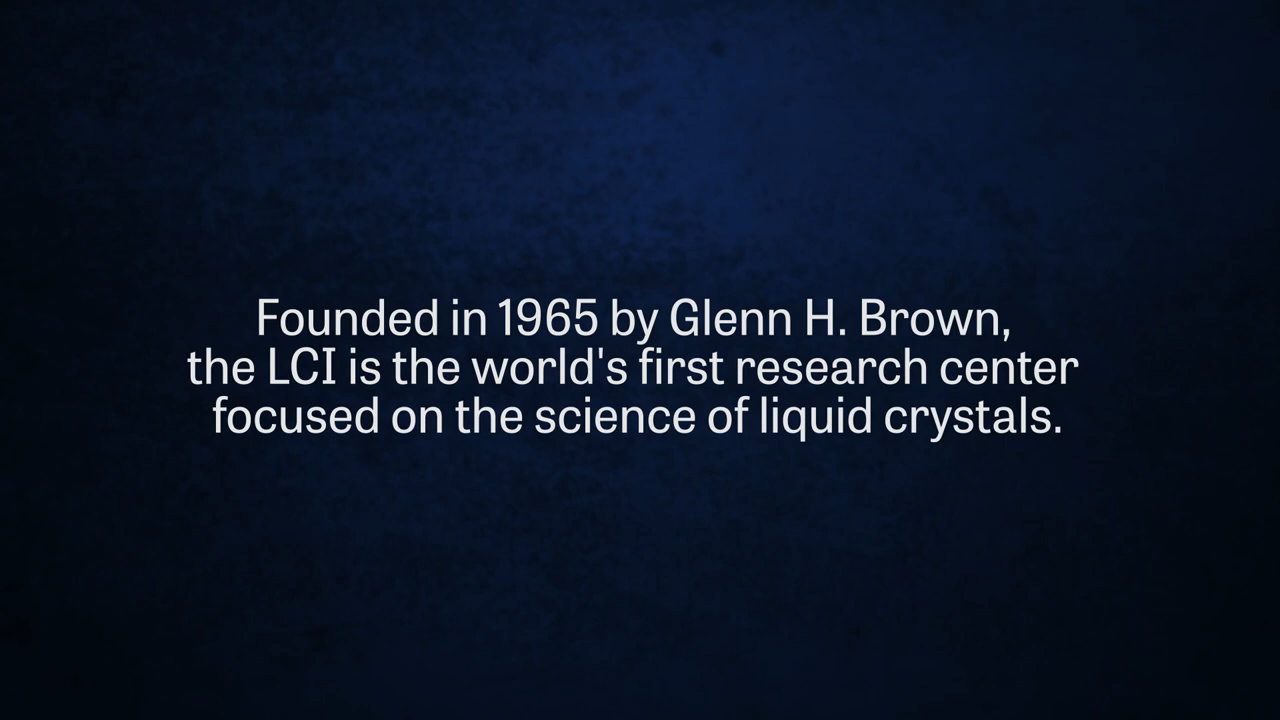 Founded in 1965 by Glenn H. Brown,
the LCI is the world's first research center
focused on the science of liquid crystals.